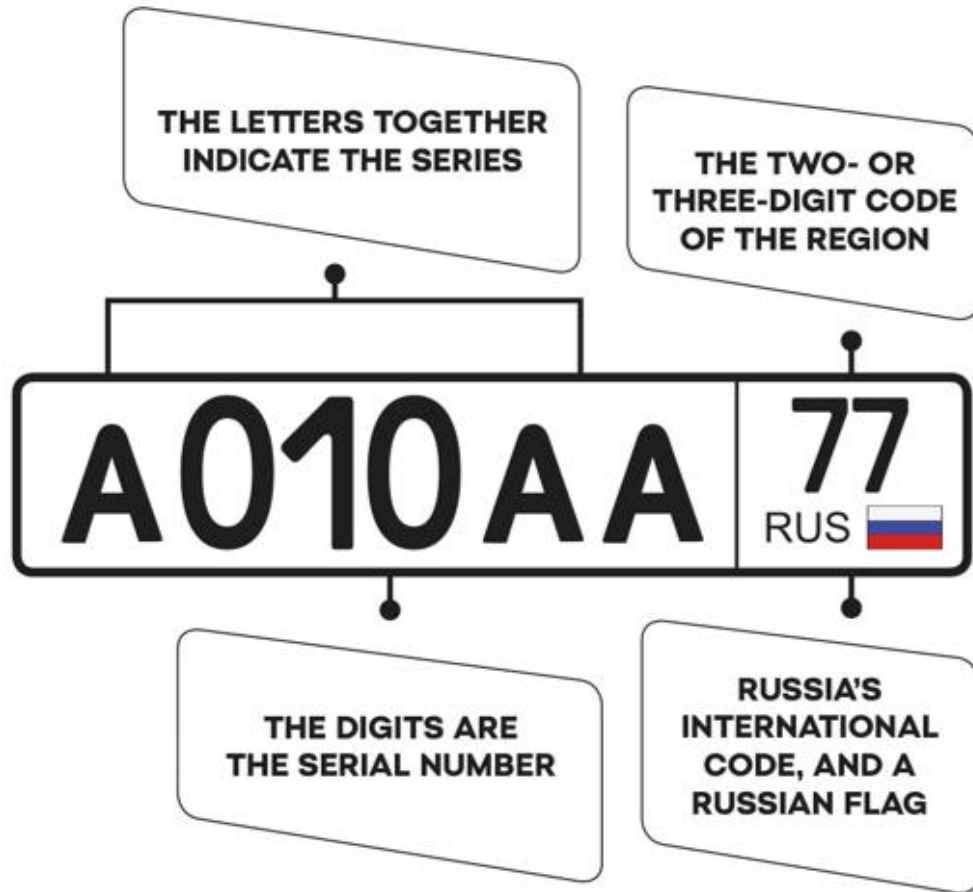 THE LETTERS TOGETHER
INDICATE THE SERIES
THE TWO- OR
THREE-DIGIT CODE
OF THE REGION
А010АА
77
RUS
THE DIGITS ARE
THE SERIAL NUMBER
RUSSIA'S
INTERNATIONAL
CODE, AND A
RUSSIAN FLAG